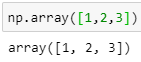 np.array([1,2,3])
array([1, 2, 3])